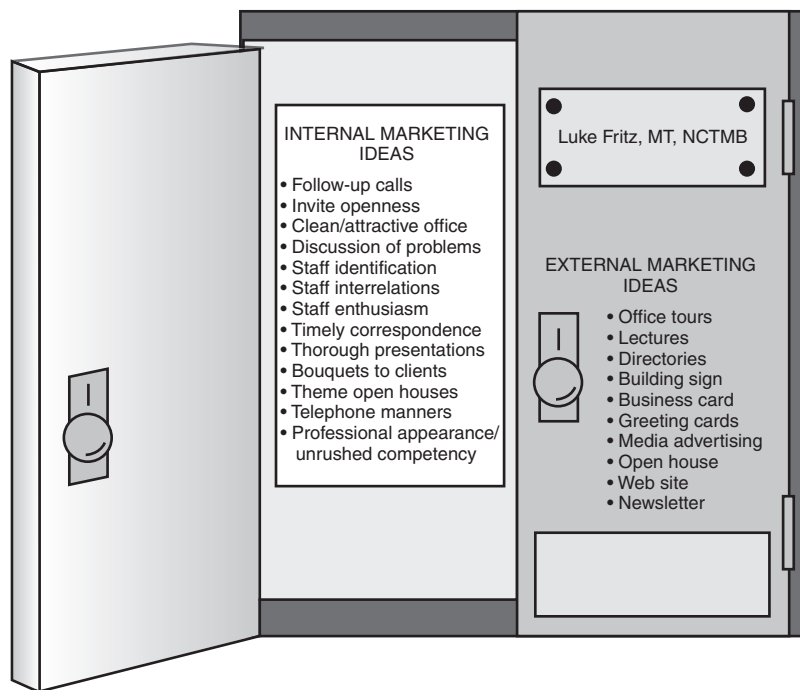 INTERNAL MARKETING
IDEAS
• Follow-up calls
• Invite openness
• Clean/attractive office
• Discussion of problems
• Staff identification
• Staff interrelations
• Staff enthusiasm
• Timely correspondence
• Thorough presentations
• Bouquets to clients
• Theme open houses
• Telephone manners
• Professional appearance/
unrushed competency
Luke Fritz, MT, NCTMB
EXTERNAL MARKETING
IDEAS
• Office tours
• Lectures
• Directories
• Building sign
• Business card
• Greeting cards
• Media advertising
• Open house
• Web site
• Newsletter